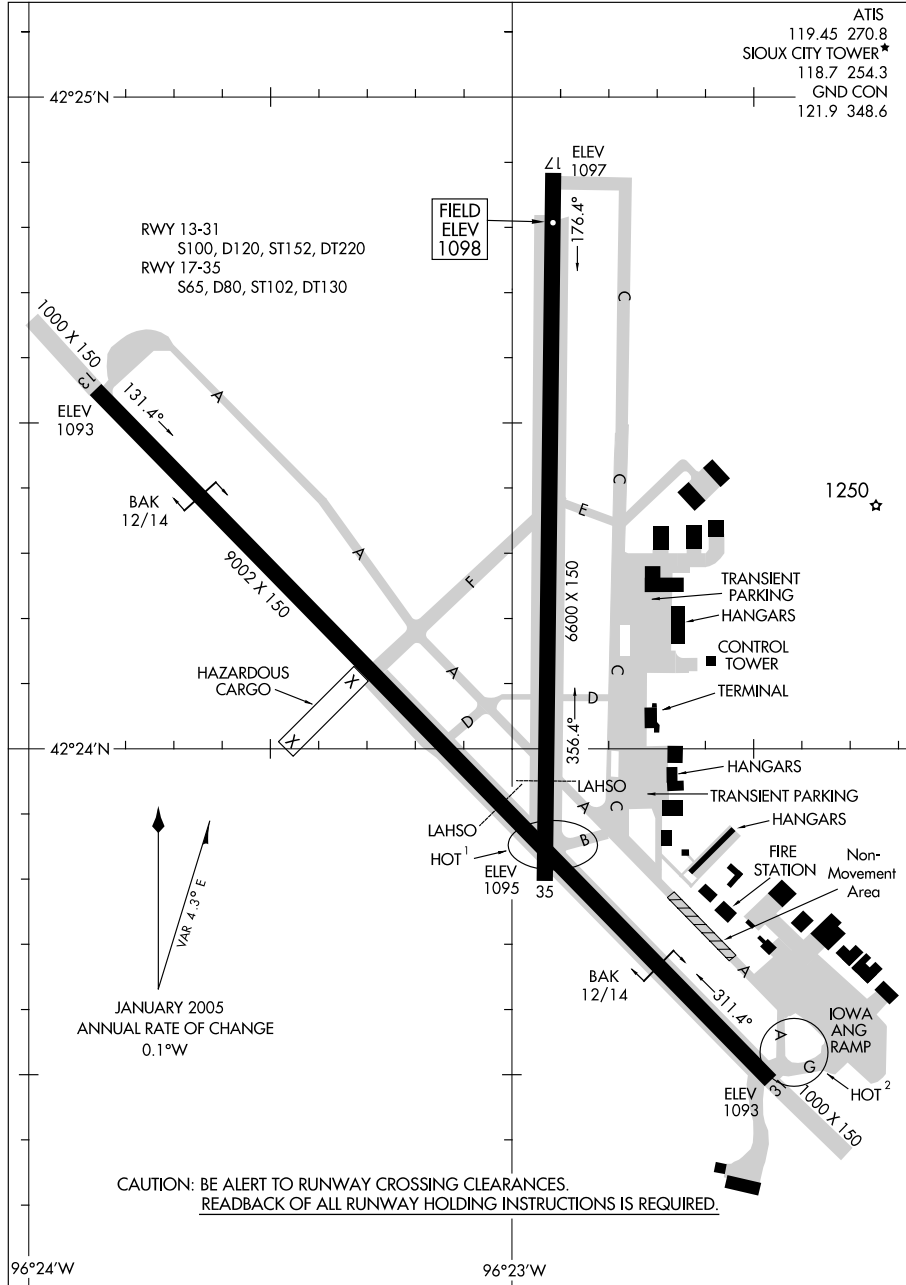 ATIS
119.45 270.8
SIOUX CITY TOWER★
118.7 254.3
GND CON
121.9 348.6
42°25'N
17
ELEV
1097
FIELD
ELEV
1098
176.4°
RWY 13-31
S100, D120, ST152, DT220
RWY 17-35
S65, D80, ST102, DT130
C
1000 X 150
13
131.4°
A
ELEV
1093
BAK
12/14
C
1250
E
A
9002 X 150
F
6600 X 150
TRANSIENT
PARKING
HANGARS
CONTROL
TOWER
HAZARDOUS
CARGO
X
X
A
C
D
D
TERMINAL
356.4°
42°24'N
HANGARS
LAHSO
TRANSIENT PARKING
A
C
LAHSO
HANGARS
HOT 1
B
ELEV
1095
35
FIRE
STATION
Non-
Movement
Area
VAR 4.3° E
A
BAK
12/14
311.4°
JANUARY 2005
ANNUAL RATE OF CHANGE
0.1°W
IOWA
ANG
RAMP
A
G
HOT 2
ELEV
1093
31
1000 X 150
CAUTION: BE ALERT TO RUNWAY CROSSING CLEARANCES.
READBACK OF ALL RUNWAY HOLDING INSTRUCTIONS IS REQUIRED.
96°24'W
96°23'W